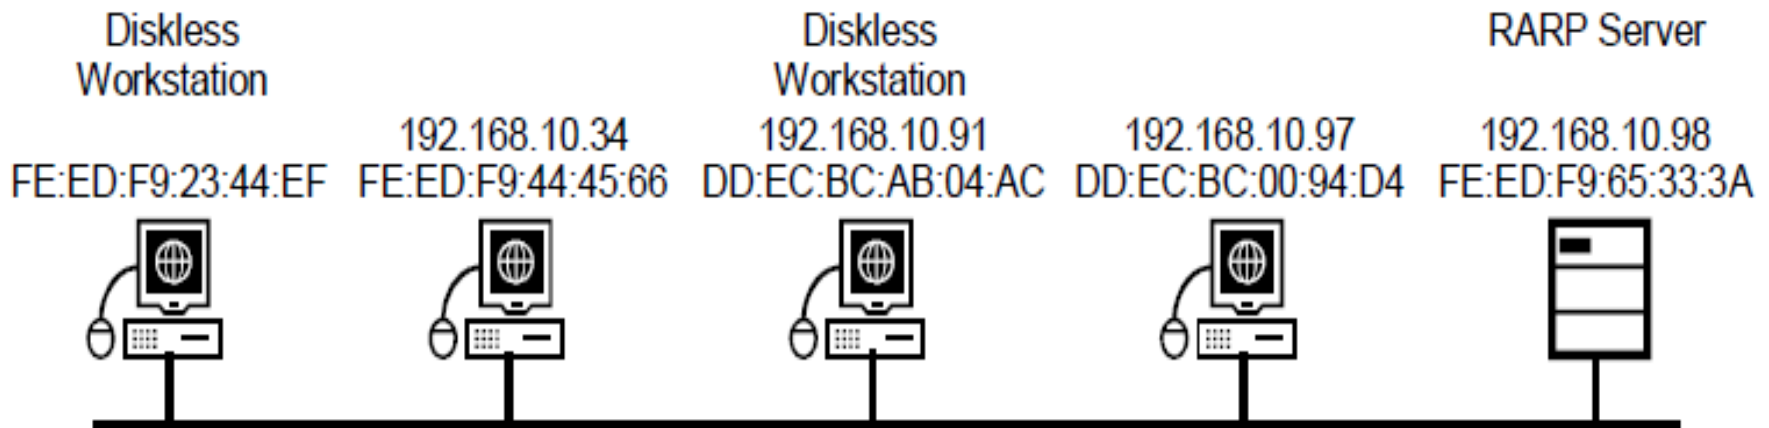 Diskless
Workstation
FE:ED:F9:23:44:EF
192.168.10.34
FE:ED:F9:44:45:66
Diskless
Workstation
192.168.10.91
DD:EC:BC:AB:04:AC
192.168.10.97
DD:EC:BC:00:94:D4
RARP Server
192.168.10.98
FE:ED:F9:65:33:3A